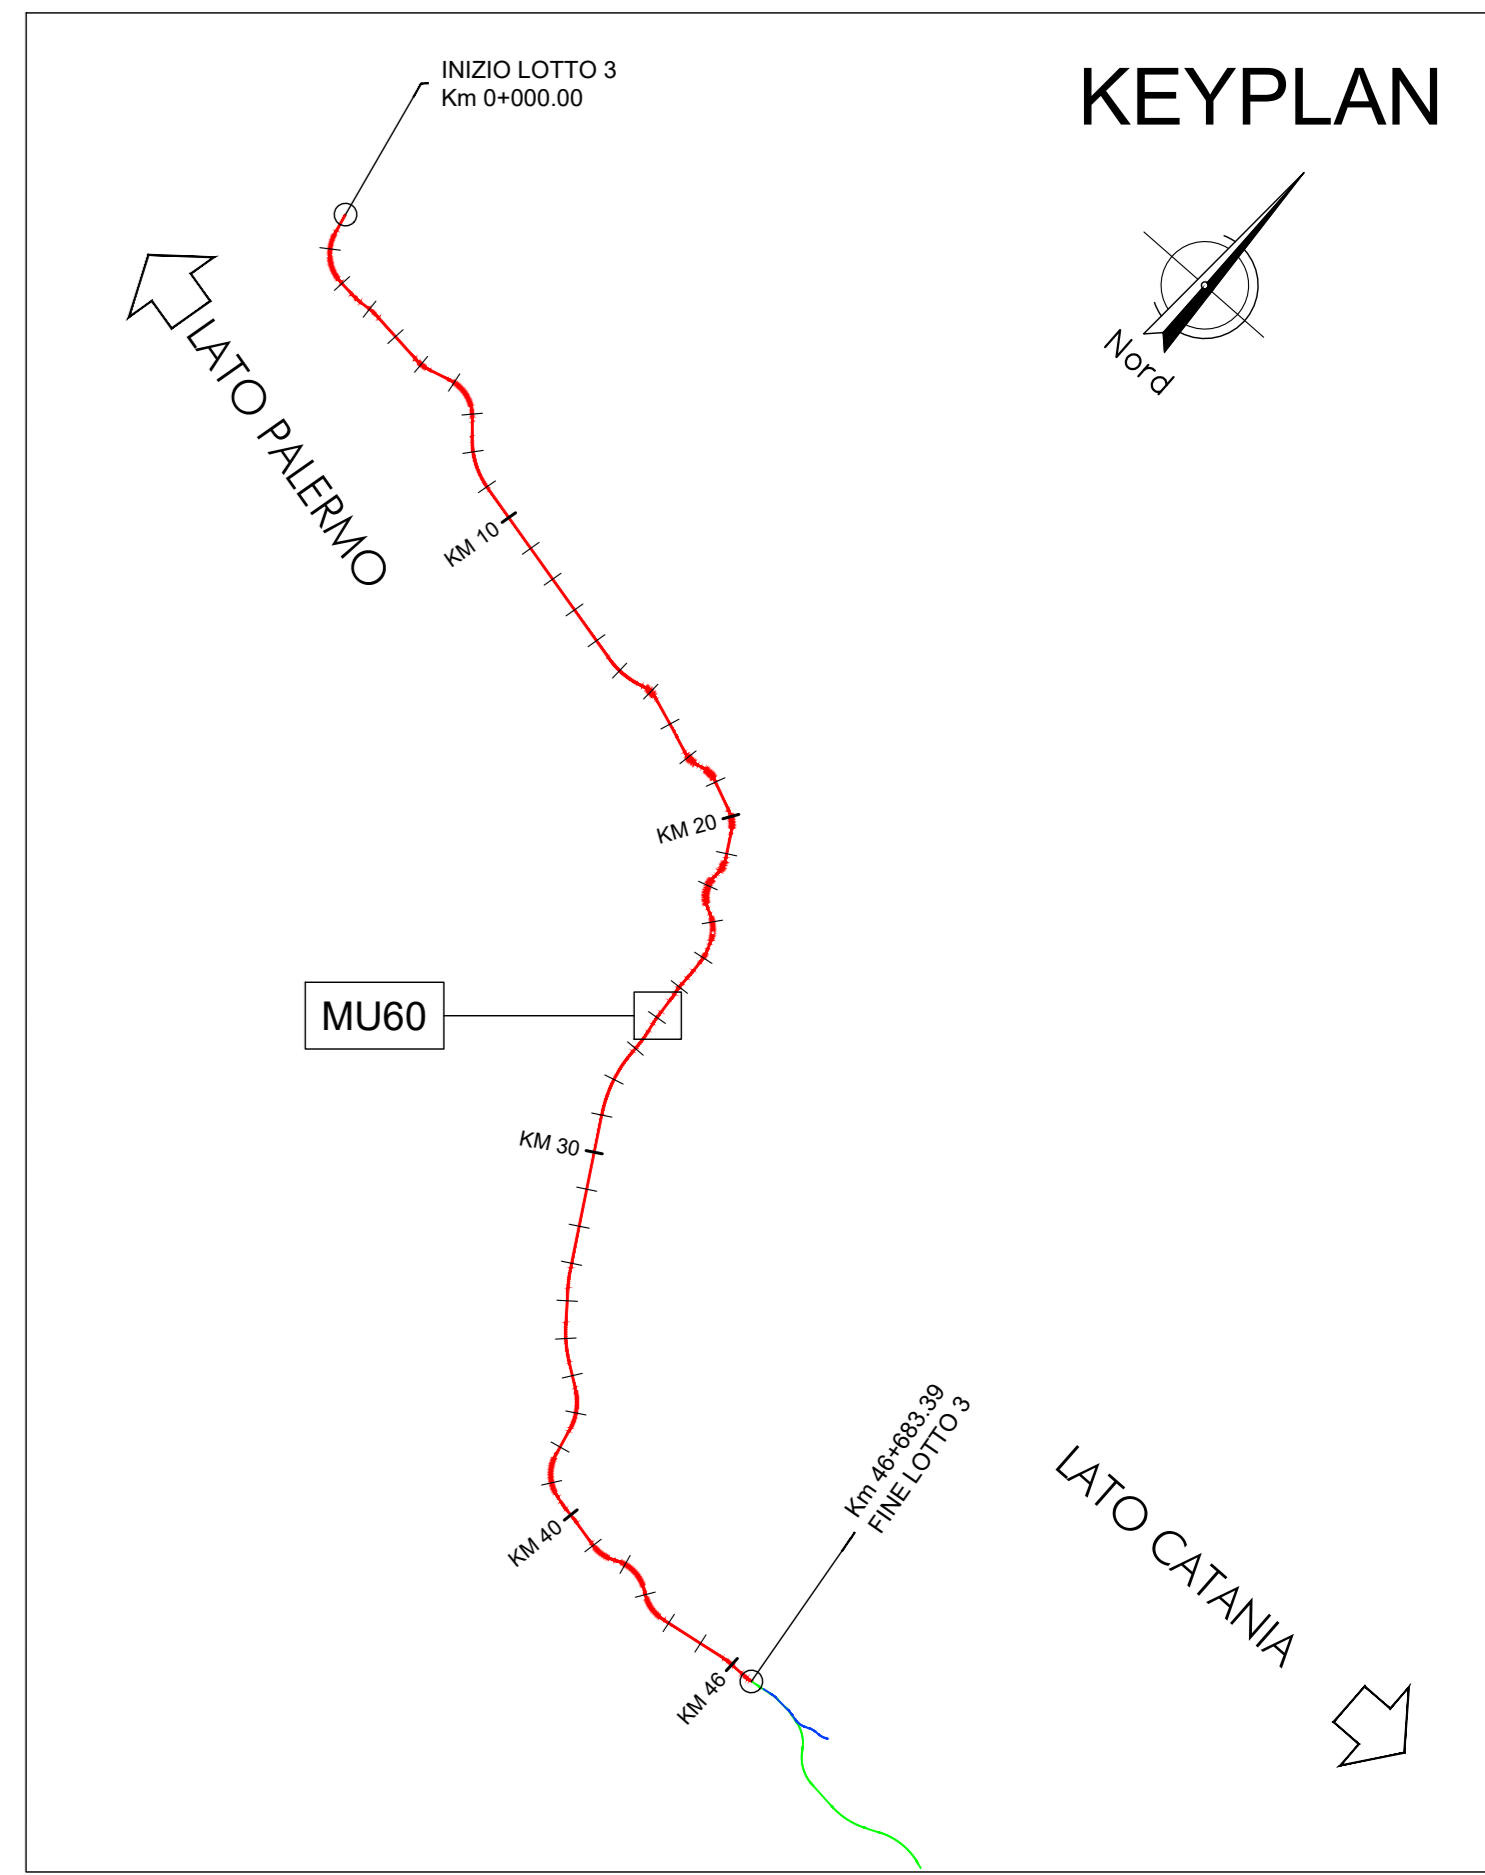 KEYPLAN
INIZIO LOTTO 3
Km 0+000.00
Nord
LATO PALERMO
KM 10
KM 20
MU60
KM 30
Km 46+683.39
FINE LOTTO 3
LATO CATANIA
KM 40
KM 46